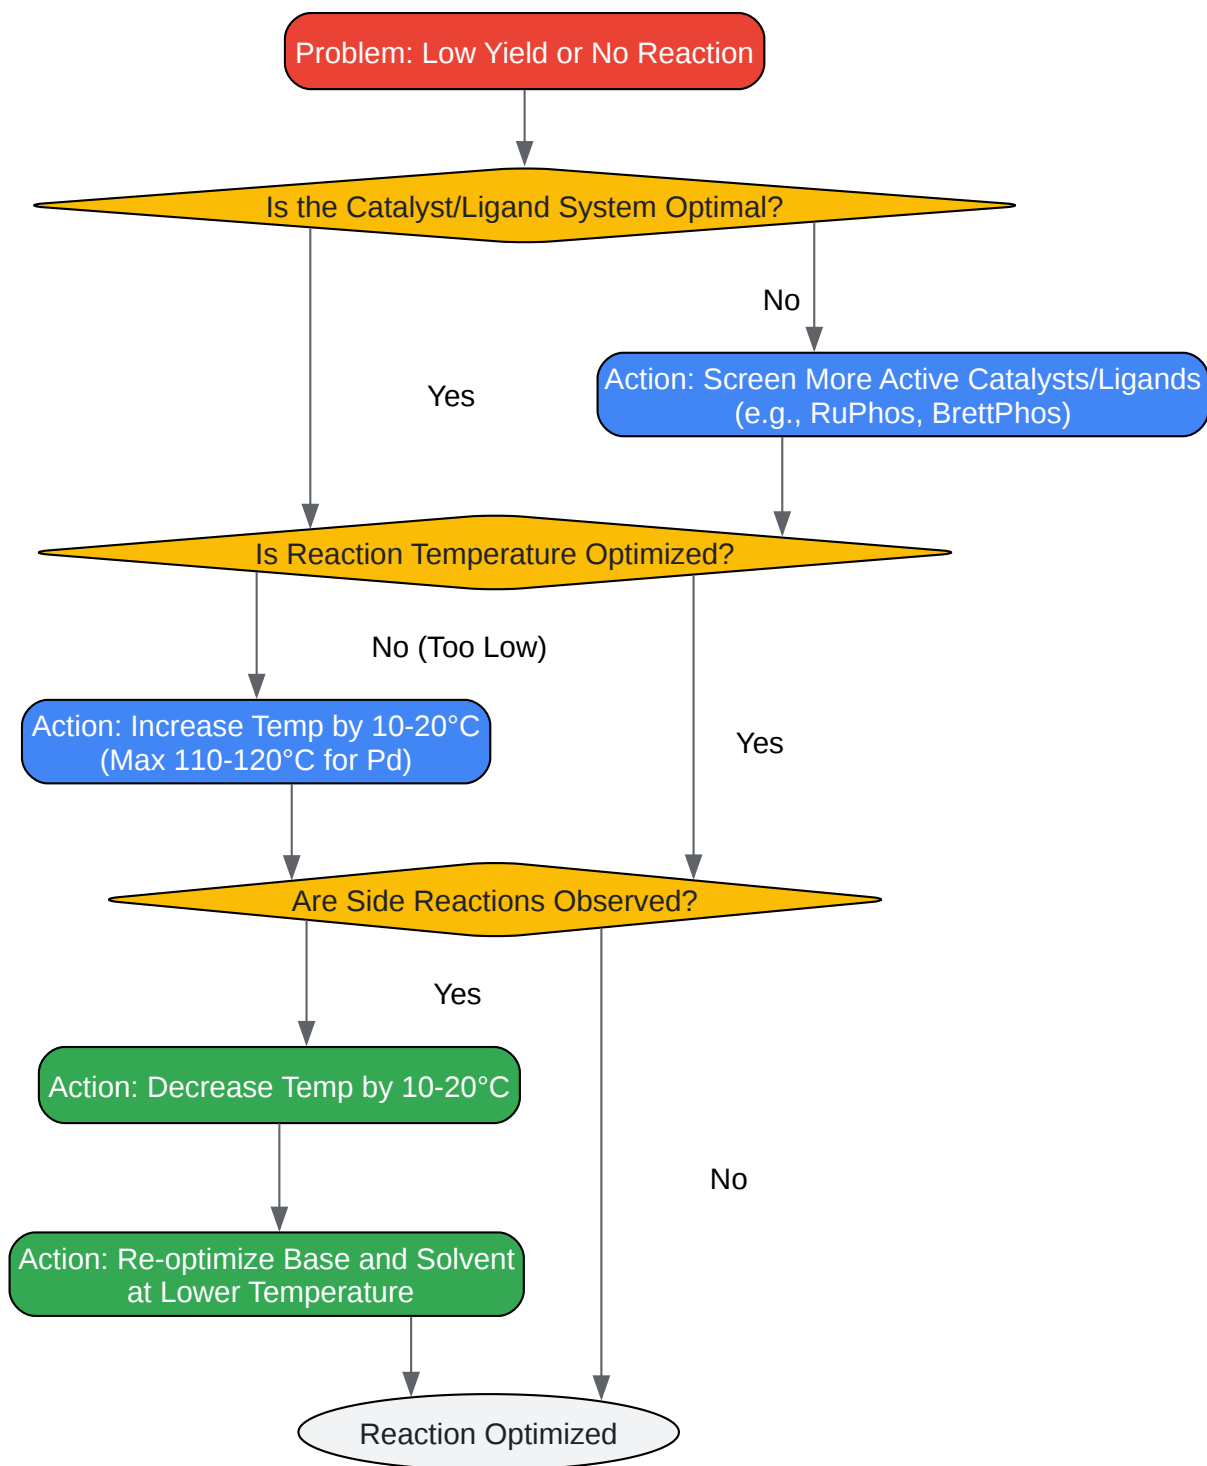 Problem: Low Yield or No Reaction
Is the Catalyst/Ligand System Optimal?
No
Action: Screen More Active Catalysts/Ligands
(e.g., RuPhos, BrettPhos)
Yes
Is Reaction Temperature Optimized?
No (Too Low)
Action: Increase Temp by 10-20°C
(Max 110-120°C for Pd)
Yes
Are Side Reactions Observed?
Yes
Action: Decrease Temp by 10-20°C
No
Action: Re-optimize Base and Solvent
at Lower Temperature
Reaction Optimized